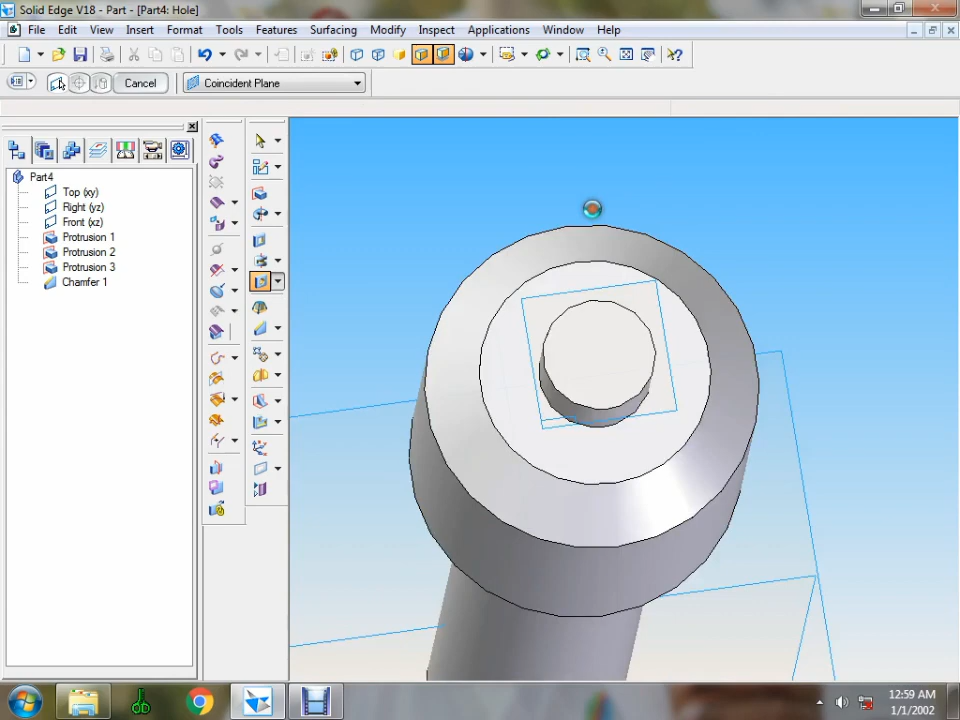 Solid Edge V18 - Part - [Part4: Hole]
File Edit View Insert Format Tools Features Surfacing Modify Inspect Applications Window Help
Cancel Coincident Plane
Part4
Top (xy)
Right (yz)
Front (xz)
Protrusion 1
Protrusion 2
Protrusion 3
Chamfer 1
12:59 AM
1/1/2002